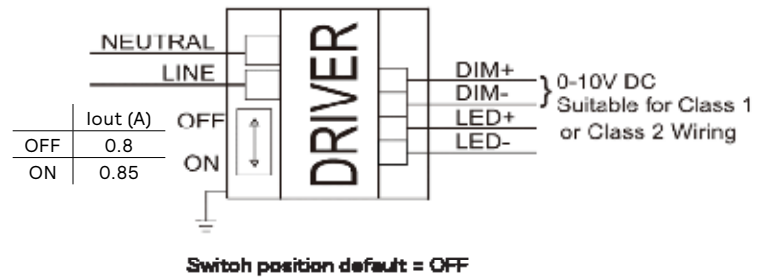 NEUTRAL
LINE
OFF
ON
Iout (A)
OFF 0.8
ON 0.85
DRIVER
DIM+
DIM-
LED+
LED-
0-10V DC
Suitable for Class 1
or Class 2 Wiring
Switch position default = OFF